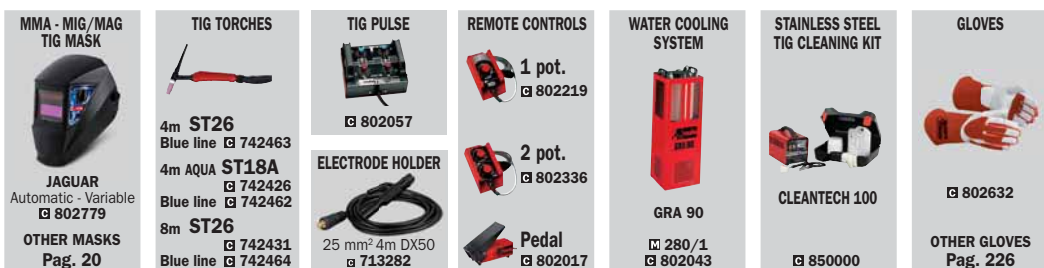 MMA - MIG/MAG
TIG MASK
JAGUAR
Automatic - Variable
C 802779
OTHER MASKS
Pag. 20
TIG TORCHES
4m ST26
Blue line C 742463
4m AQUA ST18A
C 742426
Blue line C 742462
8m ST26
C 742431
Blue line C 742464
TIG PULSE
C 802057
ELECTRODE HOLDER
25 mm² 4m DX50
C 713282
REMOTE CONTROLS
1 pot.
C 802219
2 pot.
C 802336
Pedal
C 802017
WATER COOLING
SYSTEM
GRA 90
GRA 90
M 280/1
C 802043
STAINLESS STEEL
TIG CLEANING KIT
CLEANTECH 100
C 850000
GLOVES
C 802632
OTHER GLOVES
Pag. 226